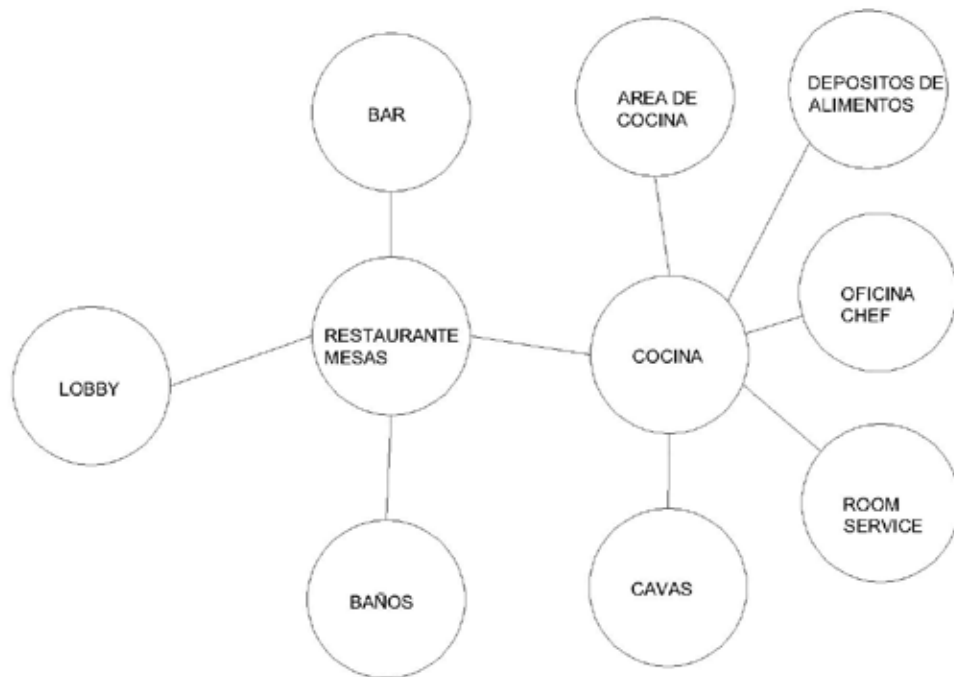 BAR
AREA DE
COCINA
DEPOSITOS DE
ALIMENTOS
OFICINA
CHEF
RESTAURANTE
MESAS
COCINA
LOBBY
ROOM
SERVICE
BAÑOS
CAVAS